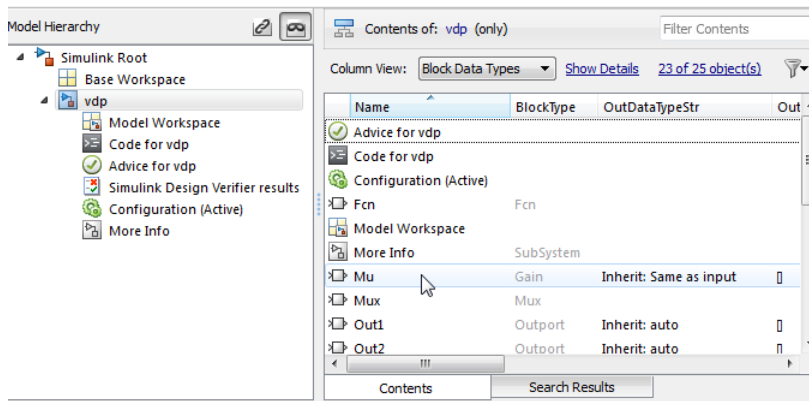 Model Hierarchy
Simulink Root
Base Workspace
vdp
Model Workspace
Code for vdp
Advice for vdp
Simulink Design Verifier results
Configuration (Active)
More Info
Contents of: vdp (only)
Filter Contents
Column View: Block Data Types Show Details 23 of 25 object(s)
Name BlockType OutDataTypeStr Out
Advice for vdp
Code for vdp
Configuration (Active)
Fcn Fcn
Model Workspace
More Info SubSystem
Mu Gain Inherit: Same as input []
Mux Mux
Out1 Outport Inherit: auto []
Out2 Outport Inherit: auto []
Contents Search Results